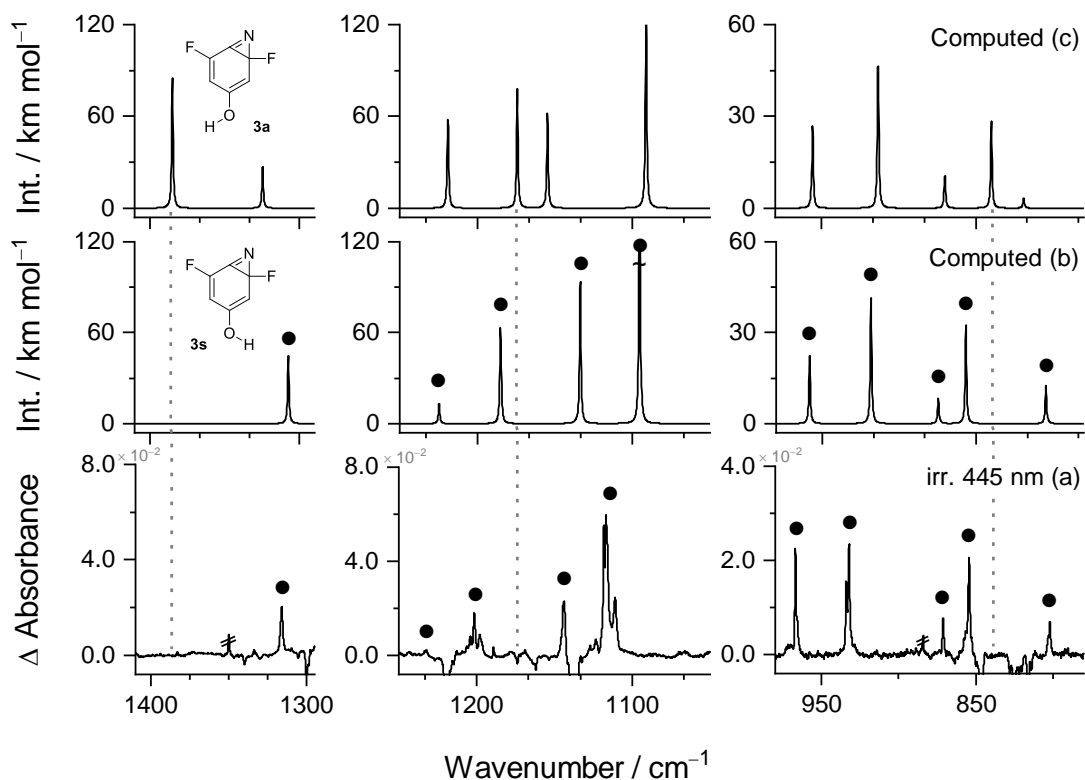 120
60
0
Int. / km mol⁻¹
F
N
F
H
O
3a
120
60
0
60
30
0
Computed (c)
120
60
0
Int. / km mol⁻¹
F
N
F
O
H
3s
120
60
0
~
60
30
0
Computed (b)
× 10⁻²
8.0
4.0
0.0
Δ Absorbance
× 10⁻²
8.0
4.0
0.0
× 10⁻²
4.0
2.0
0.0
irr. 445 nm (a)
1400 1300 1200 1100 950 850
Wavenumber / cm⁻¹